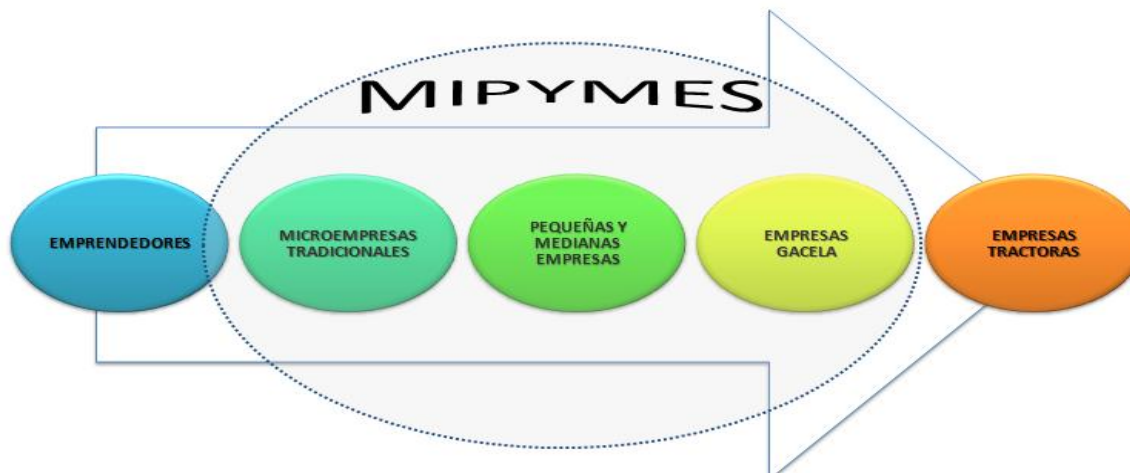 MIPYMES
EMPRENDEDORES
MICROEMPRESAS
TRADICIONALES
PEQUEÑAS Y
MEDIANAS
EMPRESAS
EMPRESAS
GACELA
EMPRESAS
TRACTORAS